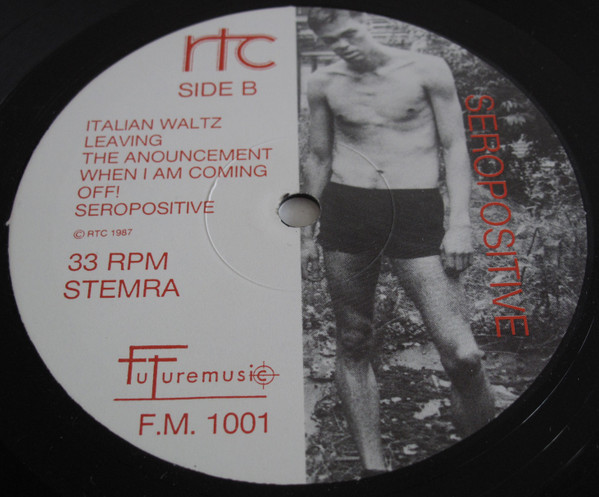 rtc
SIDE B
ITALIAN WALTZ
LEAVING
THE ANOUNCEMENT
WHEN I AM COMING
OFF!
SEROPOSITIVE
© RTC 1987
33 RPM
STEMRA
FuTuremusic
F.M. 1001
SEROPOSITIVE